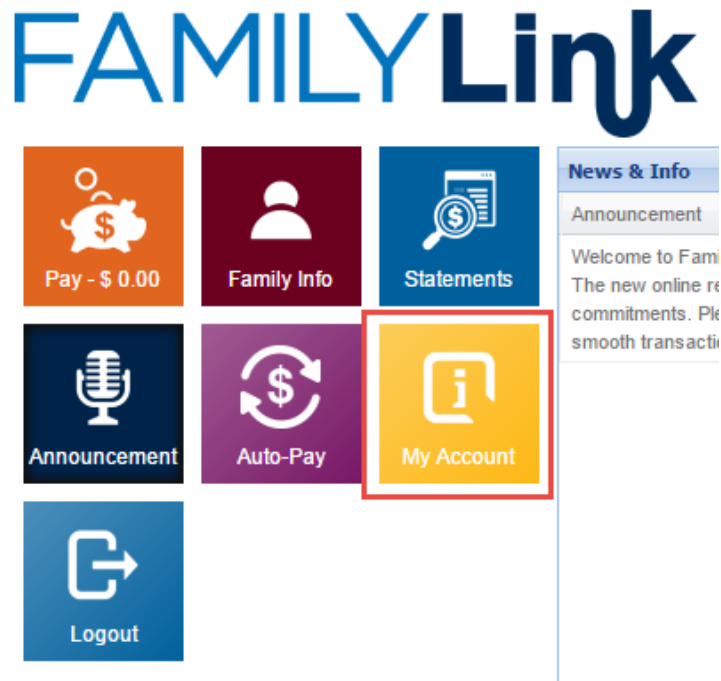 FAMILYLink
Pay - $ 0.00
Family Info
Statements
Announcement
Auto-Pay
My Account
Logout
News & Info
Announcement
Welcome to Fami
The new online re
commitments. Ple
smooth transacti